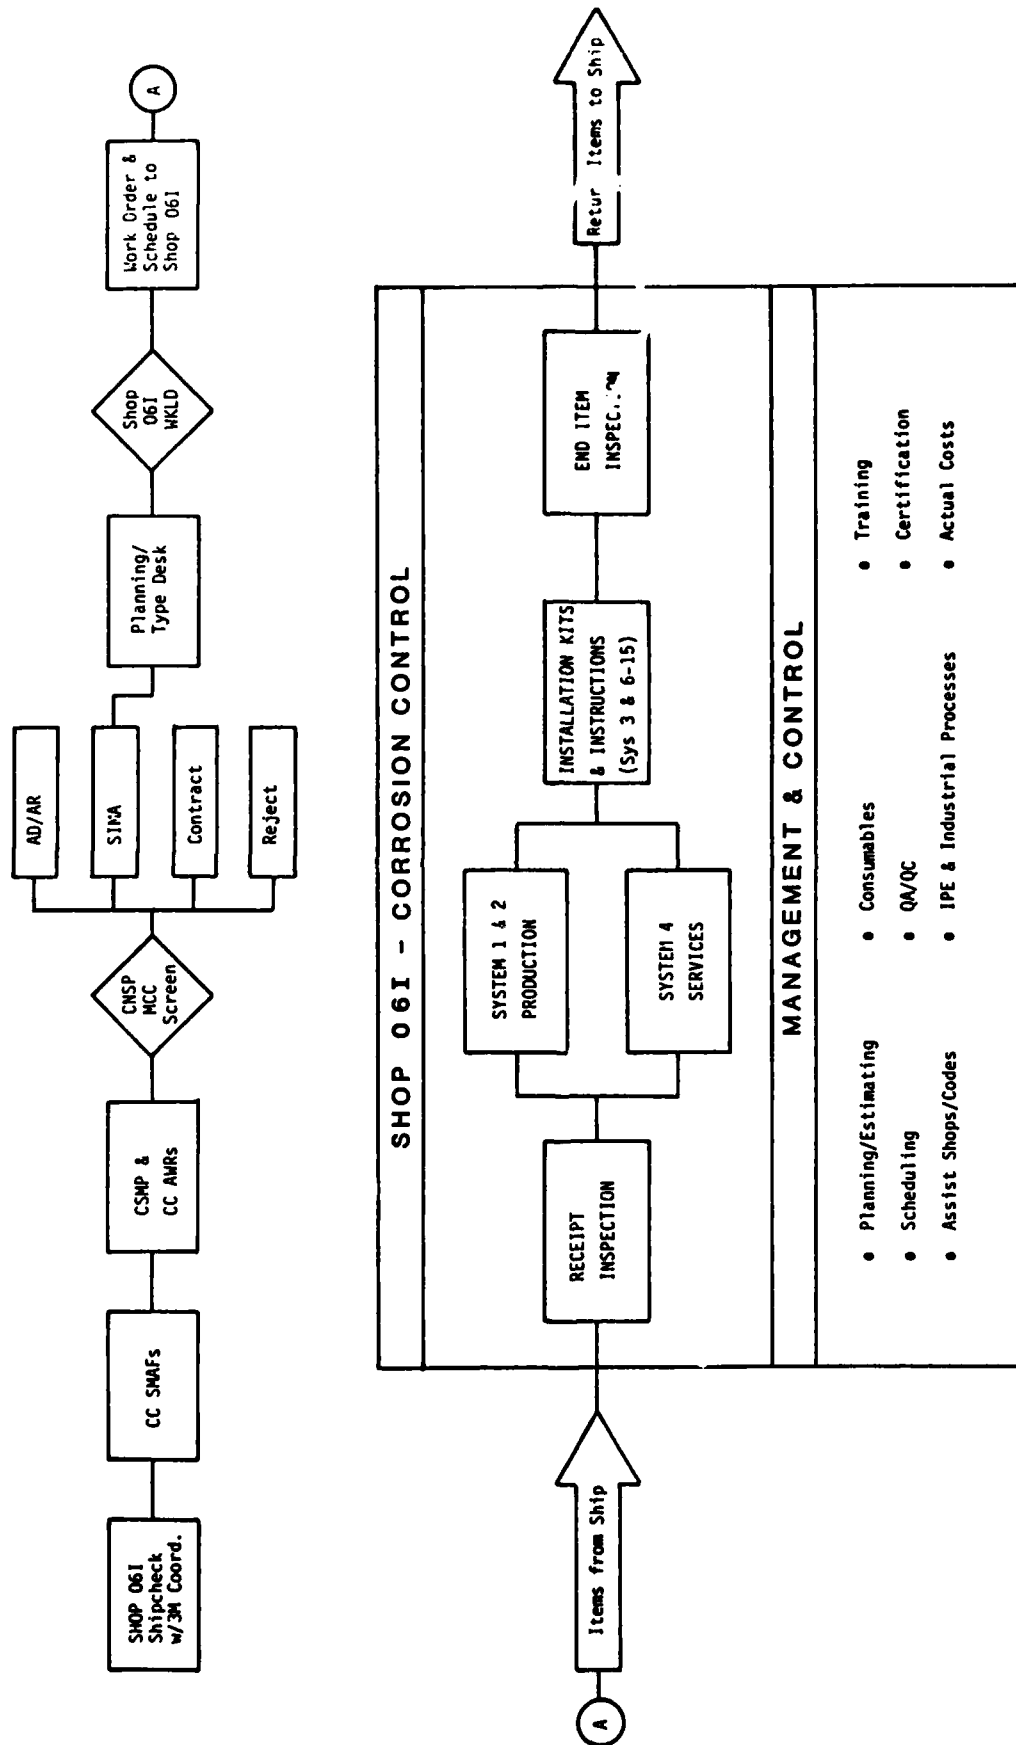 SHOP 06I
Shipcheck
w/3M Coord.
CC SMAFs
CSMP &
CC AWRs
CNSP
MCC
Screen
AD/AR
SIMA
Contract
Reject
Planning/
Type Desk
Shop
06I
WKLD
Work Order &
Schedule to
Shop 06I
A
A
Items from Ship
SHOP 06I - CORROSION CONTROL
RECEIPT
INSPECTION
SYSTEM 1 & 2
PRODUCTION
SYSTEM 4
SERVICES
INSTALLATION KITS
& INSTRUCTIONS
(Sys 3 & 6-15)
END ITEM
Retur Items to Ship
MANAGEMENT & CONTROL
● Planning/Estimating
● Scheduling
● Assist Shops/Codes
● Consumables
● QA/QC
● IPE & Industrial Processes
● Training
● Certification
● Actual Costs